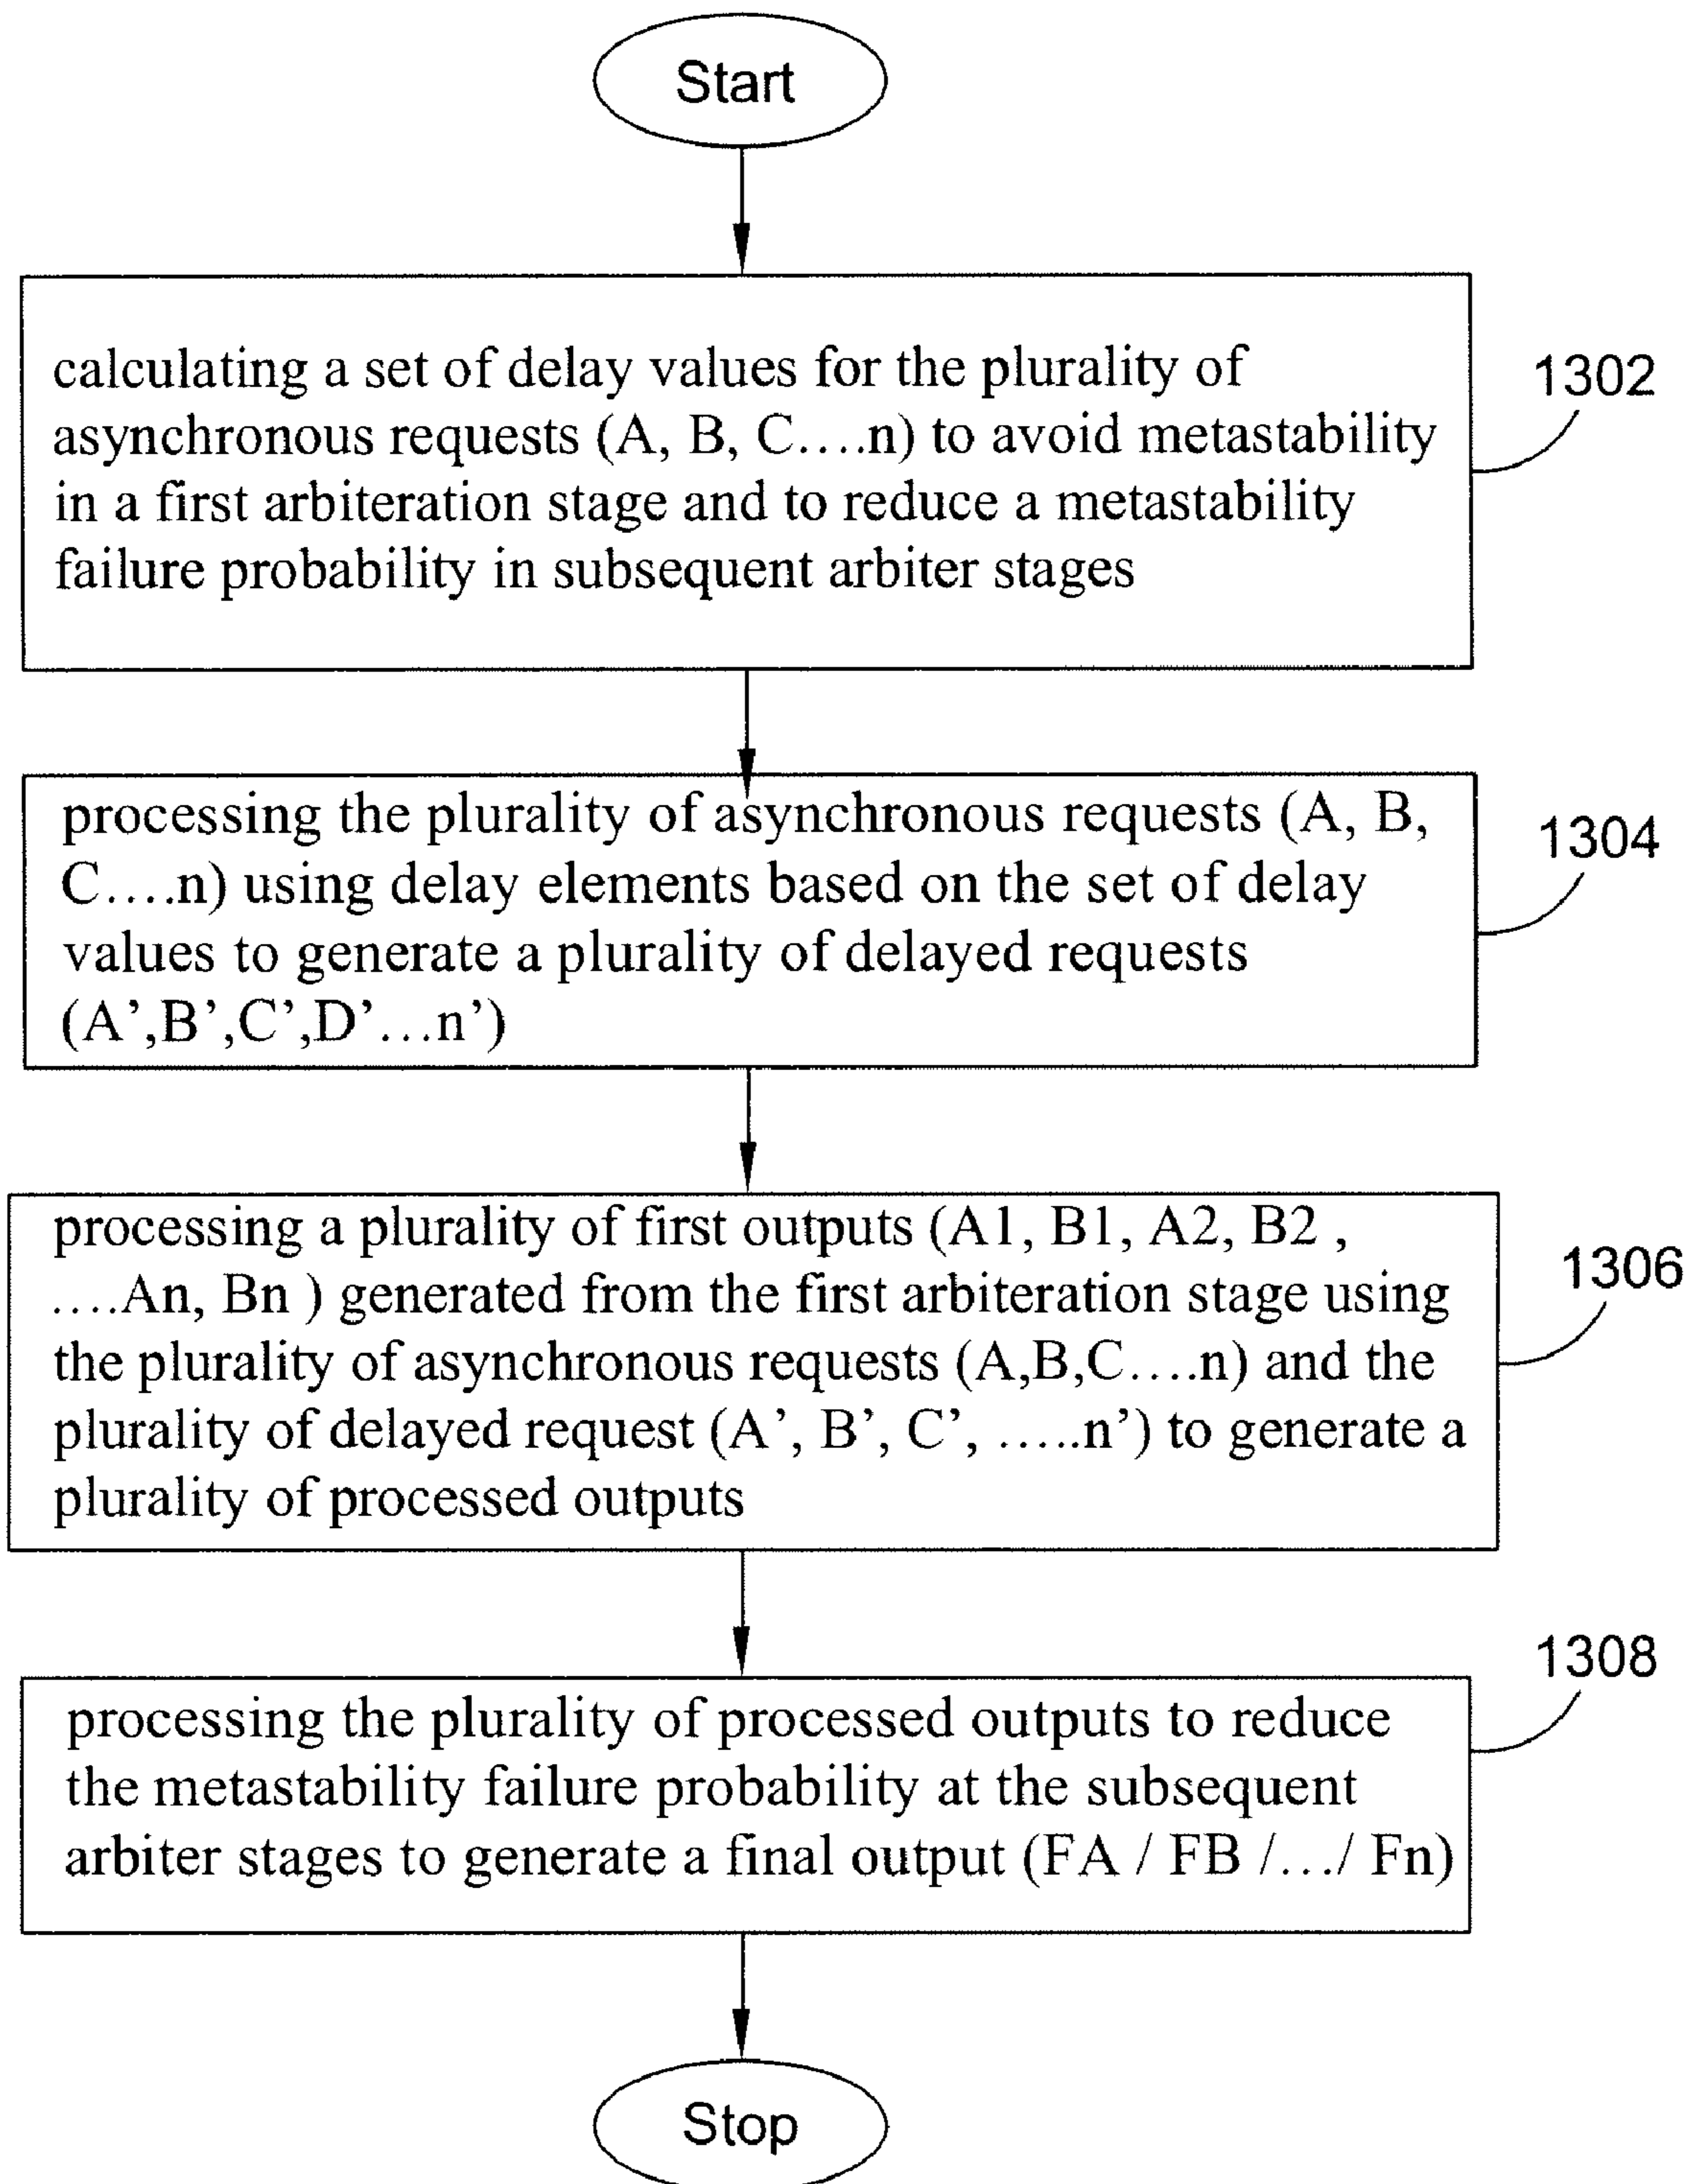 Start
calculating a set of delay values for the plurality of
asynchronous requests (A, B, C....n) to avoid metastability
in a first arbiteration stage and to reduce a metastability
failure probability in subsequent arbiter stages
1302
processing the plurality of asynchronous requests (A, B,
C....n) using delay elements based on the set of delay
values to generate a plurality of delayed requests
(A’,B’,C’,D’...n’)
1304
processing a plurality of first outputs (A1, B1, A2, B2 ,
....An, Bn ) generated from the first arbiteration stage using
the plurality of asynchronous requests (A,B,C....n) and the
plurality of delayed request (A’, B’, C’, .....n’) to generate a
plurality of processed outputs
1306
processing the plurality of processed outputs to reduce
the metastability failure probability at the subsequent
arbiter stages to generate a final output (FA / FB /.../ Fn)
1308
Stop